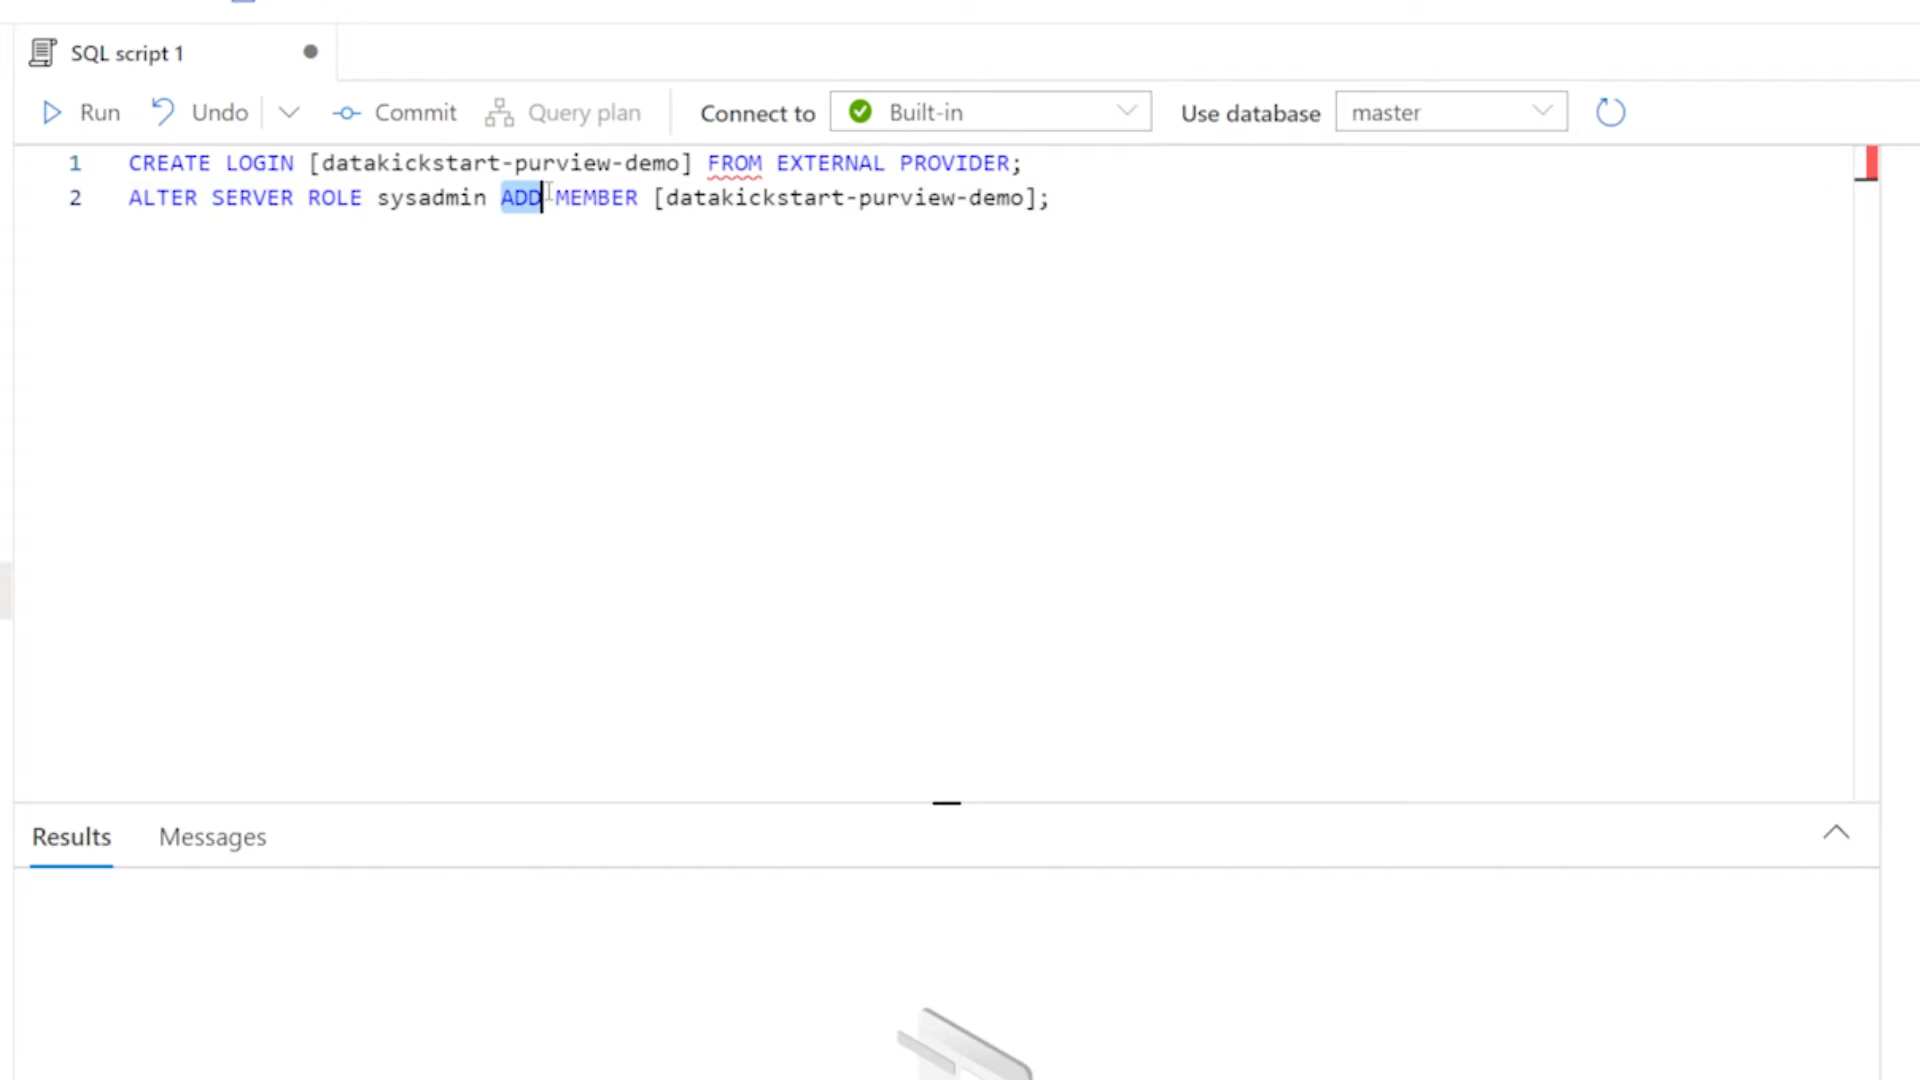 SQL script 1
Run Undo Commit Query plan Connect to Built-in Use database master
1 CREATE LOGIN [datakickstart-purview-demo] FROM EXTERNAL PROVIDER;
2 ALTER SERVER ROLE sysadmin ADD MEMBER [datakickstart-purview-demo];
Results Messages